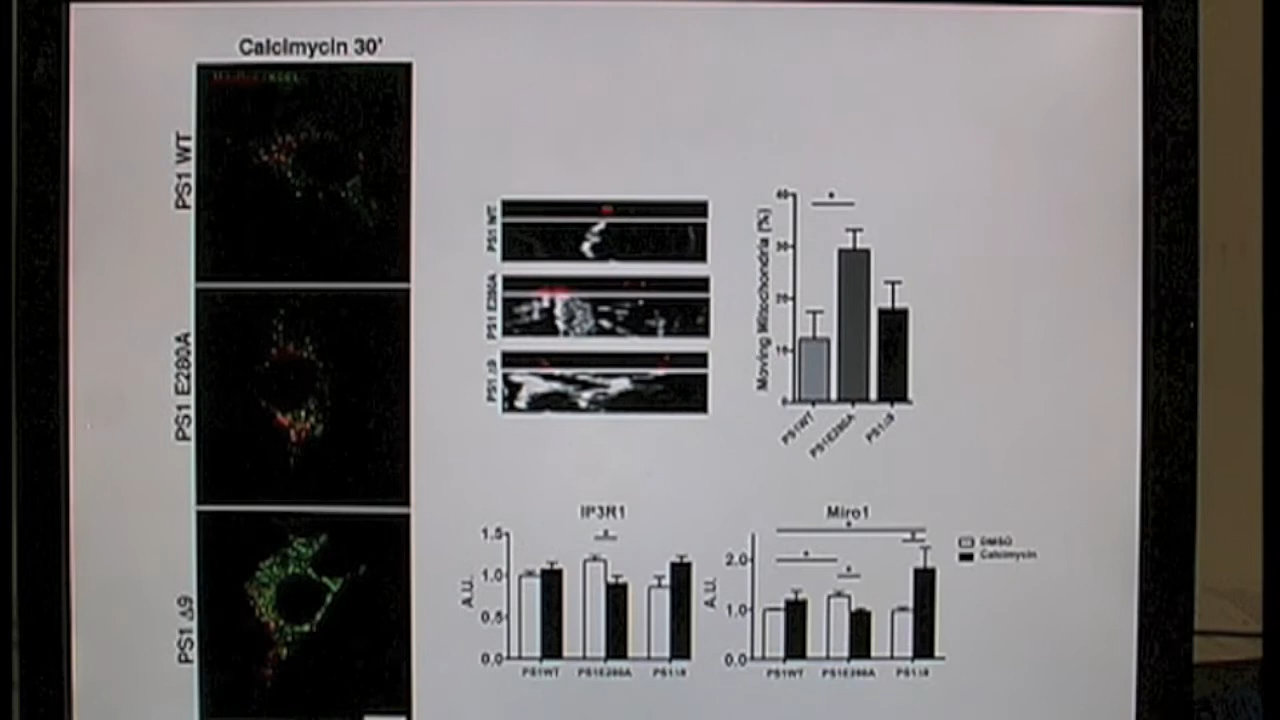 Calcimycin 30'
PS1 WT
PS1 E280A
PS1 Δ9
PS1 WT
PS1 E280A
PS1 Δ9
Moving Mitochondria (%)
40
30
20
10
0
*
PS1WT
PS1E280A
PS1Δ9
IP3R1
A.U.
1.5
1.0
0.5
0.0
*
PS1WT
PS1E280A
PS1Δ9
Miro1
A.U.
2.0
1.0
0.0
*
*
*
*
PS1WT
PS1E280A
PS1Δ9
DMSO
Calcimycin